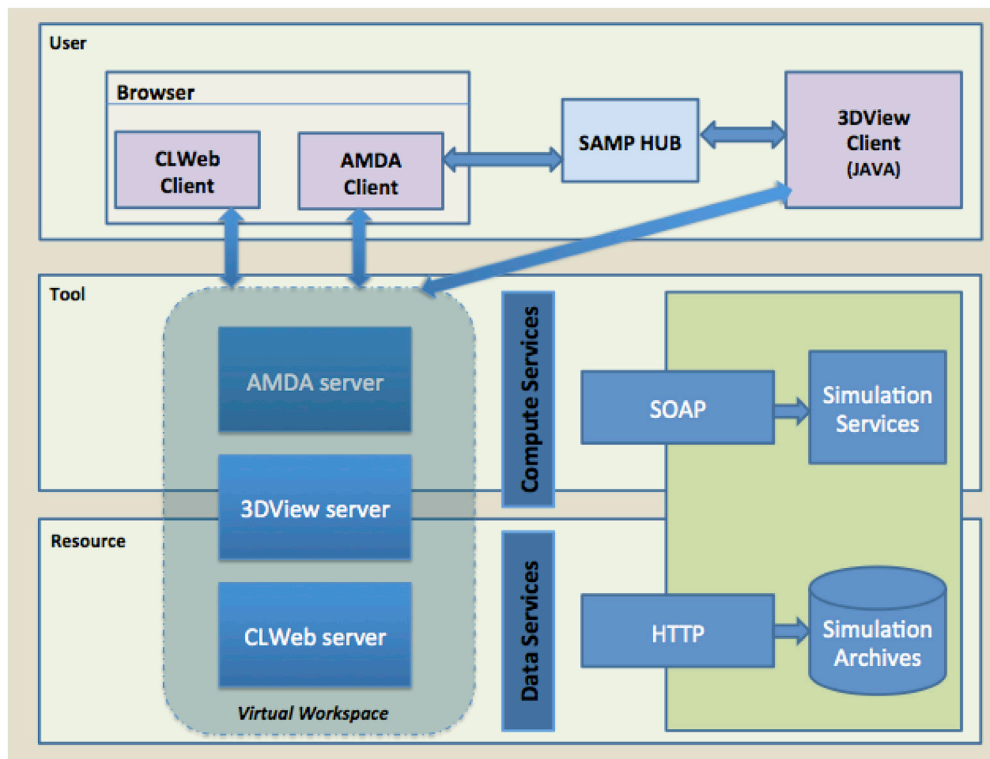 User
Browser
CLWeb
Client
AMDA
Client
SAMP HUB
3DView
Client
(JAVA)
Tool
AMDA server
Compute Services
SOAP
Simulation
Services
3DView server
Resource
CLWeb server
Data Services
HTTP
Simulation
Archives
Virtual Workspace